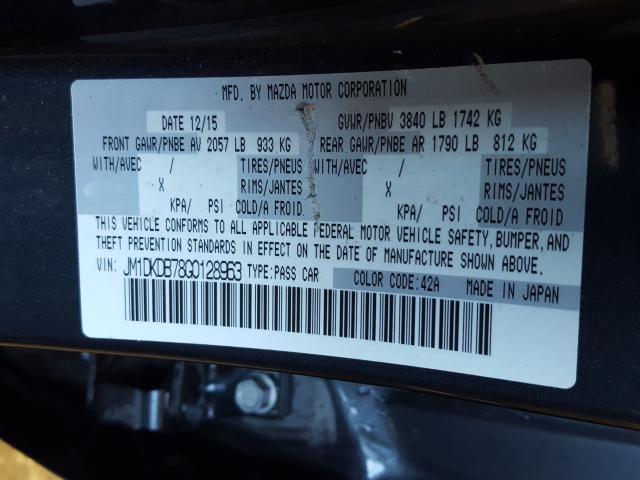 MFD. BY MAZDA MOTOR CORPORATION
DATE 12/15 GVWR/PNBV 3840 LB 1742 KG
FRONT GAWR/PNBE AV 2057 LB 933 KG REAR GAWR/PNBE AR 1790 LB 812 KG
WITH/AVEC / TIRES/PNEUS WITH/AVEC / TIRES/PNEUS
X RIMS/JANTES X RIMS/JANTES
KPA/ PSI COLD/A FROID. KPA/ PSI COLD/A FROID.
THIS VEHICLE CONFORMS TO ALL APPLICABLE FEDERAL MOTOR VEHICLE SAFETY, BUMPER, AND
THEFT PREVENTION STANDARDS IN EFFECT ON THE DATE OF MANUFACTURE SHOWN ABOVE.
VIN: JM1DKDB78G0128963 TYPE:PASS CAR COLOR CODE:42A MADE IN JAPAN